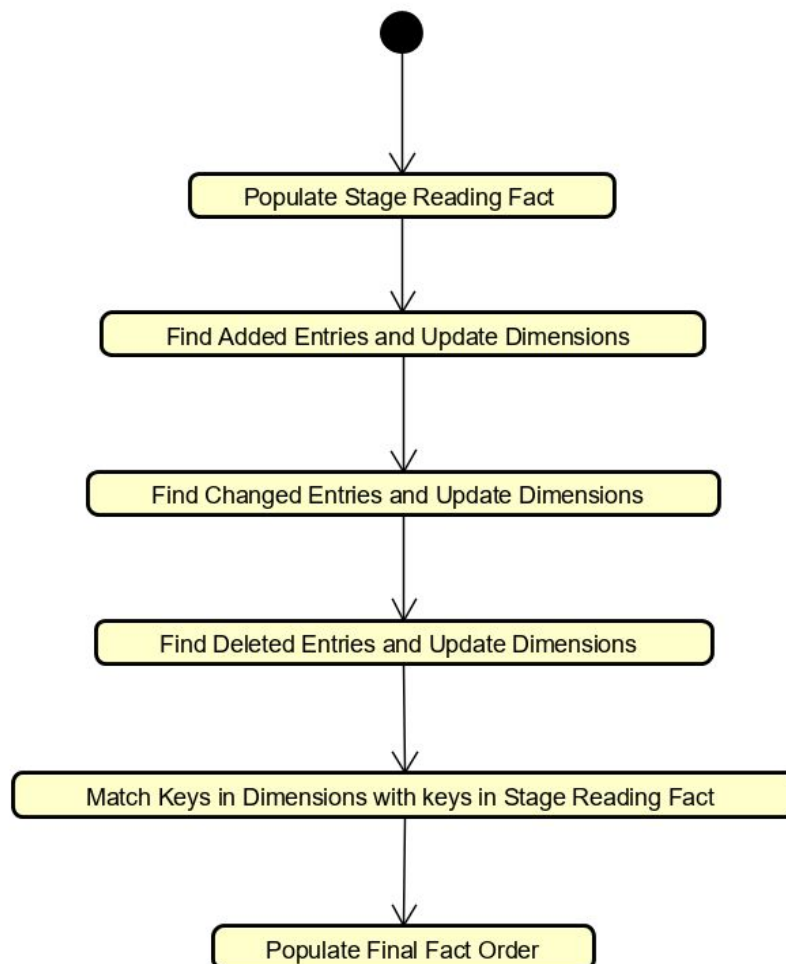 Populate Stage Reading Fact
Find Added Entries and Update Dimensions
Find Changed Entries and Update Dimensions
Find Deleted Entries and Update Dimensions
Match Keys in Dimensions with keys in Stage Reading Fact
Populate Final Fact Order